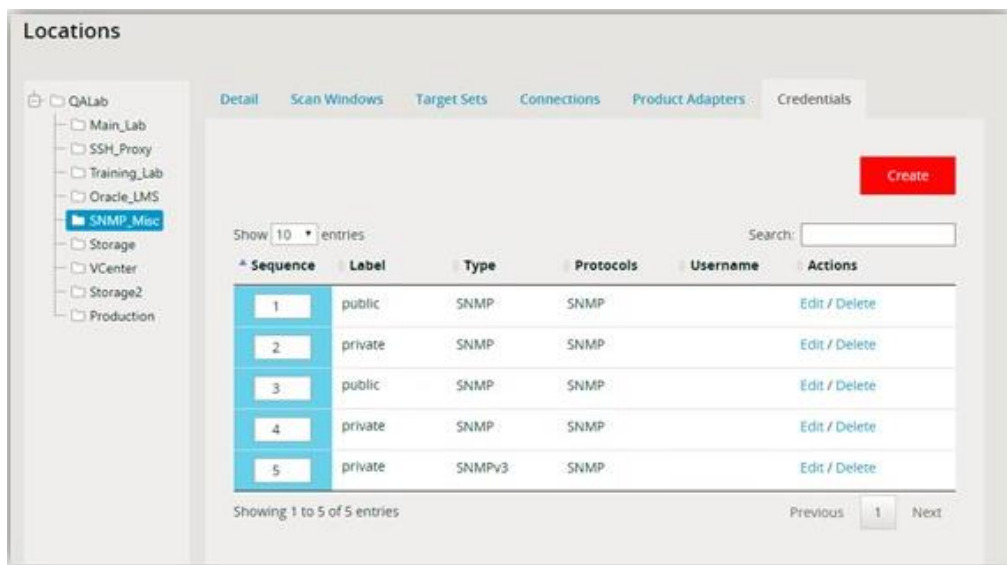 Locations
QALab
Main_Lab
SSH_Proxy
Training_Lab
Oracle_LMS
SNMP_Misc
Storage
VCenter
Storage2
Production
Detail Scan Windows Target Sets Connections Product Adapters Credentials
Create
Show 10 entries Search:
Sequence Label Type Protocols Username Actions
1 public SNMP SNMP Edit / Delete
2 private SNMP SNMP Edit / Delete
3 public SNMP SNMP Edit / Delete
4 private SNMP SNMP Edit / Delete
5 private SNMPv3 SNMP Edit / Delete
Showing 1 to 5 of 5 entries Previous 1 Next